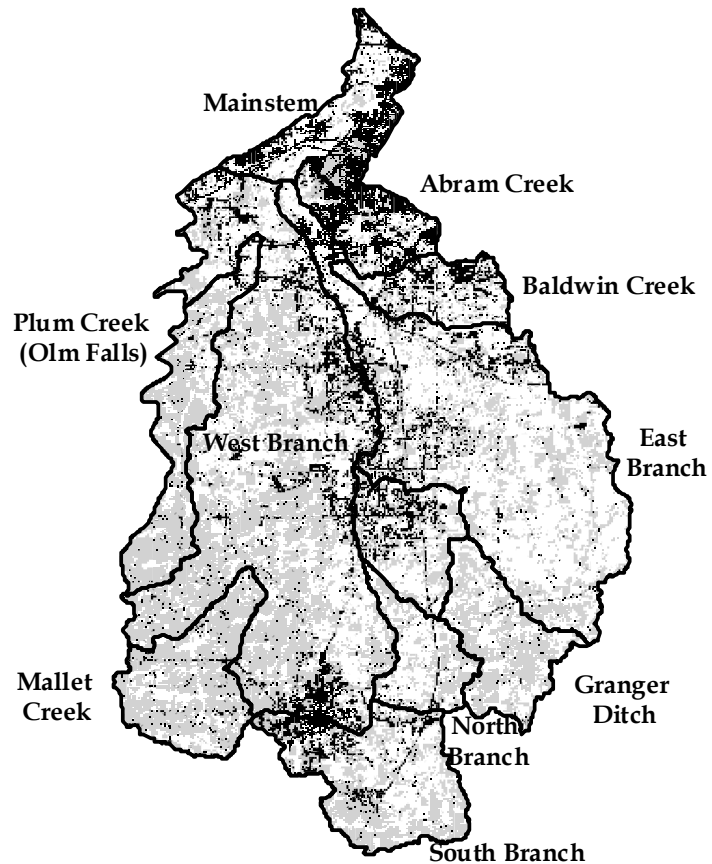 Mainstem
Abram Creek
Baldwin Creek
Plum Creek
(Olm Falls)
West Branch
East
Branch
Mallet
Creek
Granger
Ditch
North
Branch
South Branch